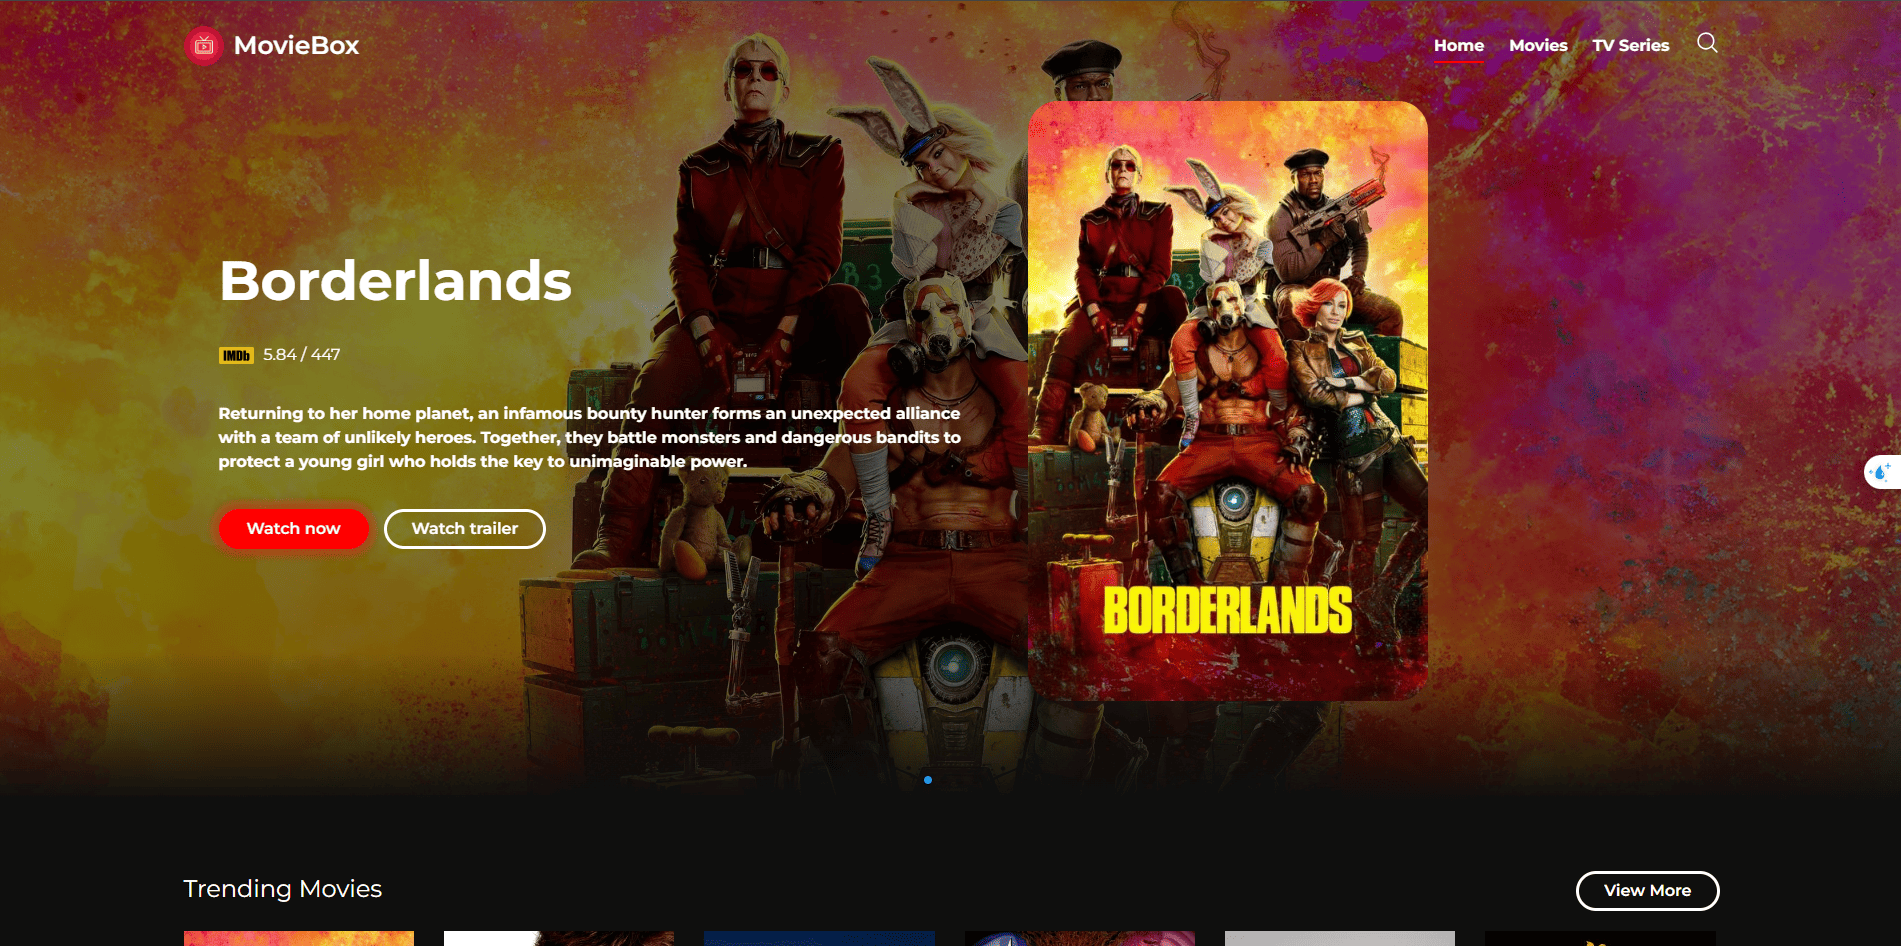 MovieBox
Home
Movies
TV Series
Borderlands
IMDb
5.84 / 447
Returning to her home planet, an infamous bounty hunter forms an unexpected alliance
with a team of unlikely heroes. Together, they battle monsters and dangerous bandits to
protect a young girl who holds the key to unimaginable power.
Watch now
Watch trailer
B3
BORDERLANDS
Trending Movies
View More